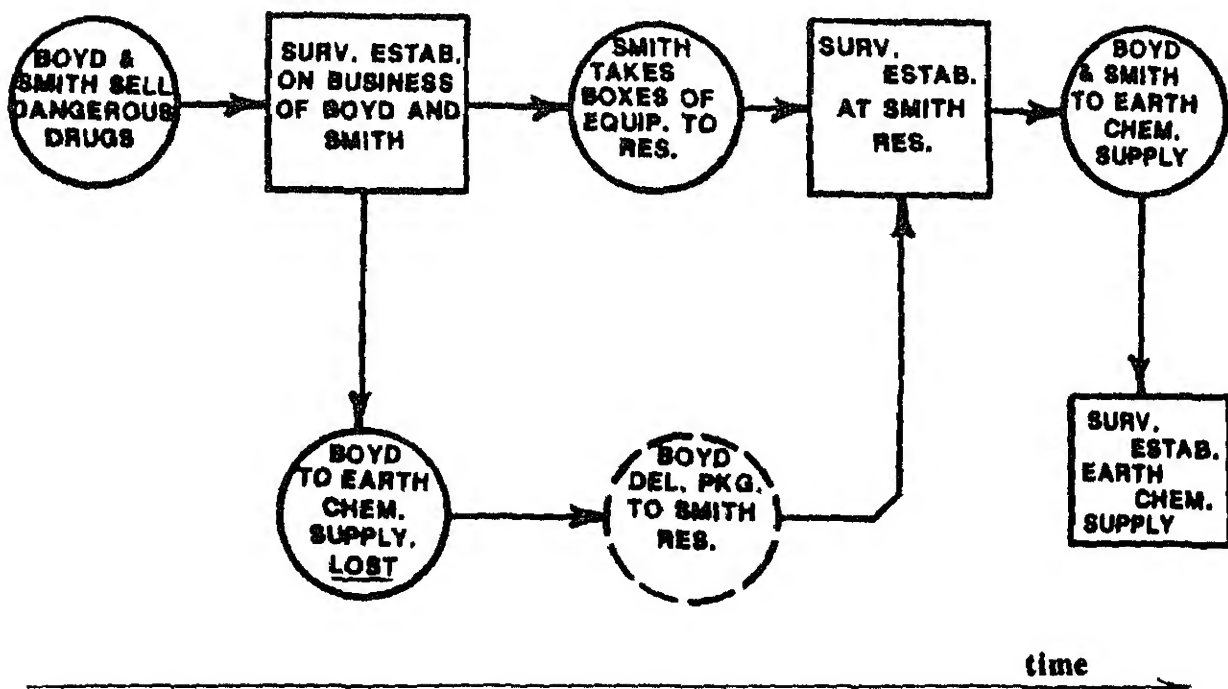 BOYD &
SMITH SELL
DANGEROUS
DRUGS
SURV. ESTAB.
ON BUSINESS
OF BOYD AND
SMITH
SMITH
TAKES
BOXES OF
EQUIP. TO
RES.
SURV.
ESTAB.
AT SMITH
RES.
BOYD
& SMITH
TO EARTH
CHEM.
SUPPLY
BOYD
TO EARTH
CHEM.
SUPPLY.
LOST
BOYD
DEL. PKG.
TO SMITH
RES.
SURV.
ESTAB.
EARTH
CHEM.
SUPPLY
time